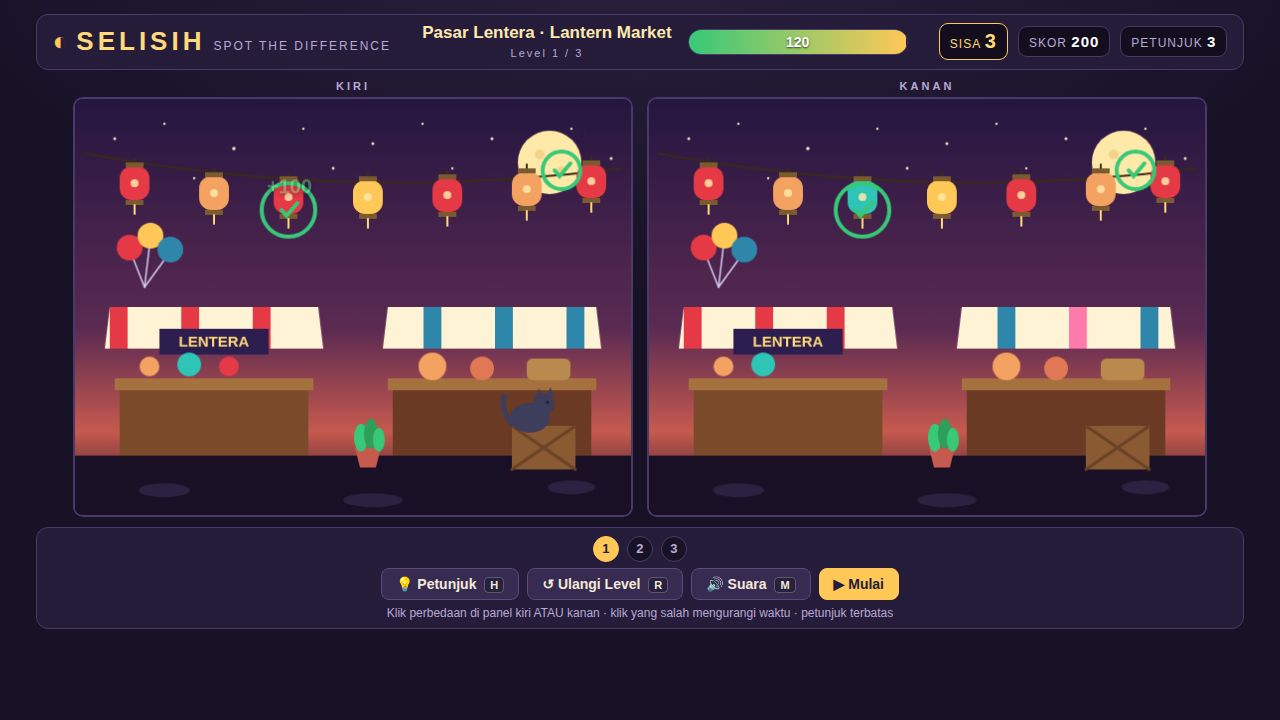 SELISIH SPOT THE DIFFERENCE
Pasar Lentera · Lantern Market
Level 1 / 3
120
SISA 3
SKOR 200
PETUNJUK 3
KIRI
KANAN
+100
LENTERA
LENTERA
1 2 3
💡 Petunjuk H
↺ Ulangi Level R
🔊 Suara M
▶ Mulai
Klik perbedaan di panel kiri ATAU kanan · klik yang salah mengurangi waktu · petunjuk terbatas